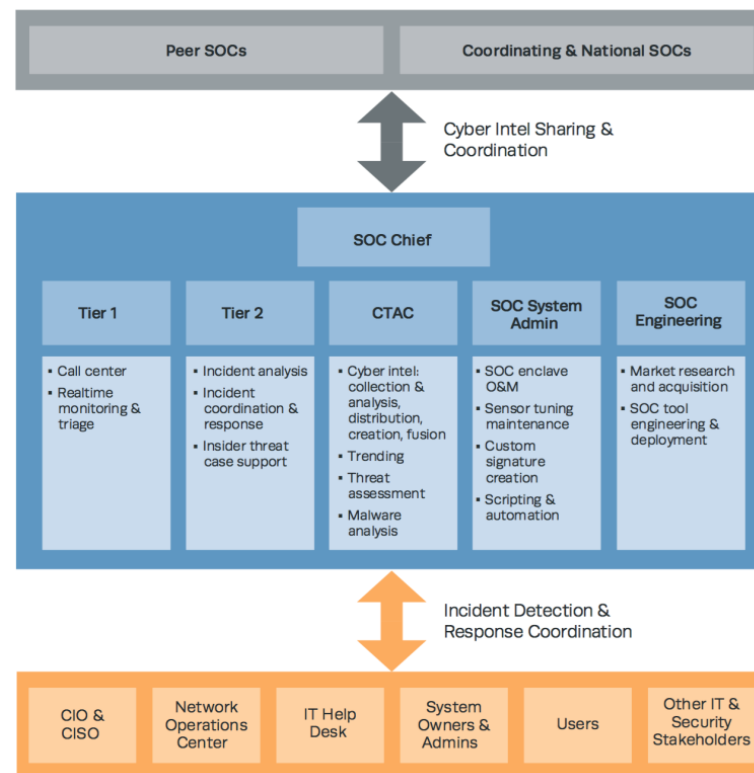 Peer SOCs
Coordinating & National SOCs
Cyber Intel Sharing &
Coordination
SOC Chief
Tier 1
Tier 2
CTAC
SOC System
Admin
SOC
Engineering
▪ Call center
▪ Realtime
monitoring &
triage
▪ Incident analysis
▪ Incident
coordination &
response
▪ Insider threat
case support
▪ Cyber intel:
collection &
analysis,
distribution,
creation, fusion
▪ Trending
▪ Threat
assessment
▪ Malware
analysis
▪ SOC enclave
O&M
▪ Sensor tuning
maintenance
▪ Custom
signature
creation
▪ Scripting &
automation
▪ Market research
and acquisition
▪ SOC tool
engineering &
deployment
Incident Detection &
Response Coordination
CIO &
CISO
Network
Operations
Center
IT Help
Desk
System
Owners &
Admins
Users
Other IT &
Security
Stakeholders